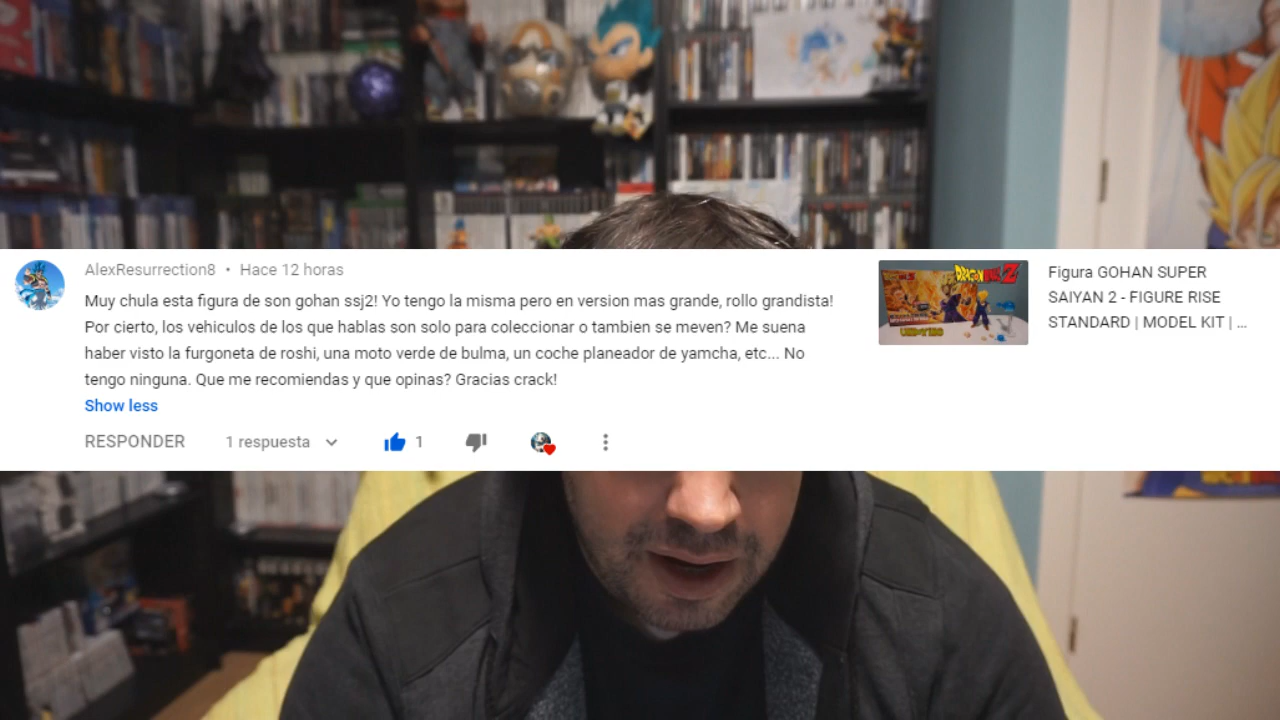 AlexResurrection8 • Hace 12 horas
Muy chula esta figura de son gohan ssj2! Yo tengo la misma pero en version mas grande, rollo grandista!
Por cierto, los vehiculos de los que hablas son solo para coleccionar o tambien se meven? Me suena
haber visto la furgoneta de roshi, una moto verde de bulma, un coche planeador de yamcha, etc... No
tengo ninguna. Que me recomiendas y que opinas? Gracias crack!
Show less
RESPONDER 1 respuesta 1
DRAGON BALL Z
UNBOXING
Figura GOHAN SUPER
SAIYAN 2 - FIGURE RISE
STANDARD | MODEL KIT | ...